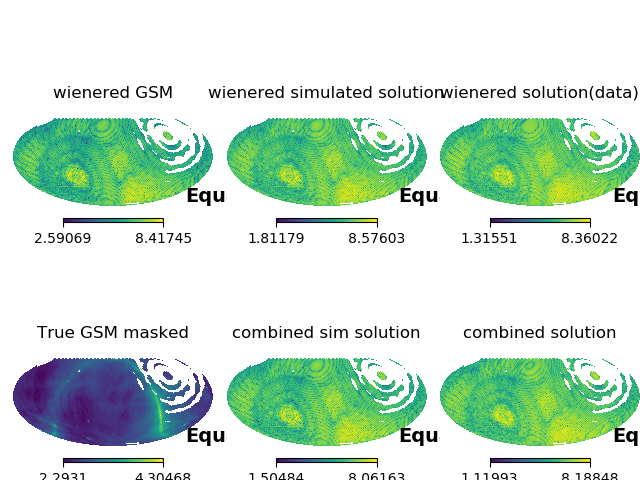 wienered GSM
wienered simulated solution
wienered solution(data)
Equ
Equ
Eq
2.59069 8.41745
1.81179 8.57603
1.31551 8.36022
True GSM masked
combined sim solution
combined solution
Equ
Equ
Eq
2.2931 4.30468
1.50484 8.06163
1.11993 8.18848